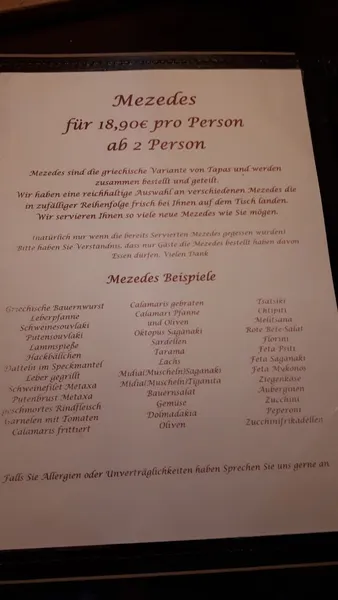 Mezedes
für 18,90€ pro Person
ab 2 Person
Mezedes sind die griechische Variante von Tapas und werden
zusammen bestellt und geteilt.
Wir haben eine reichhaltige Auswahl an verschiedenen Mezedes die
in zufälliger Reihenfolge frisch bei Ihnen auf dem Tisch landen.
Wir servieren Ihnen so viele neue Mezedes wie Sie mögen.
(natürlich nur wenn die bereits Servierten Mezedes gegessen wurden)
Bitte haben Sie Verständnis, dass nur Gäste die Mezedes bestellt haben davon
Essen dürfen. Vielen Dank
Mezedes Beispiele
Griechische Bauernwurst
Leberpfanne
Schweinesouvlaki
Putensouvlaki
Lammspieße
Hackbällchen
Datteln im Speckmantel
Leber gegrillt
Schweinefilet Metaxa
Putenbrust Metaxa
geschmortes Rindfleisch
Garnelen mit Tomaten
Calamaris frittiert
Calamaris gebraten
Calamari Pfanne
und Oliven
Oktopus Saganaki
Sardellen
Tarama
Lachs
Midia(Muscheln)Saganaki
Midia(Muscheln)Tiganita
Bauernsalat
Gemüse
Dolmadakia
Oliven
Tsatsiki
Chtipiti
Melitsana
Rote Bete-Salat
Florini
Feta Psiti
Feta Saganaki
Feta Mykonos
Ziegenkäse
Auberginen
Zucchini
Peperoni
Zucchinifrikadellen
Falls Sie Allergien oder Unverträglichkeiten haben Sprechen Sie uns gerne an